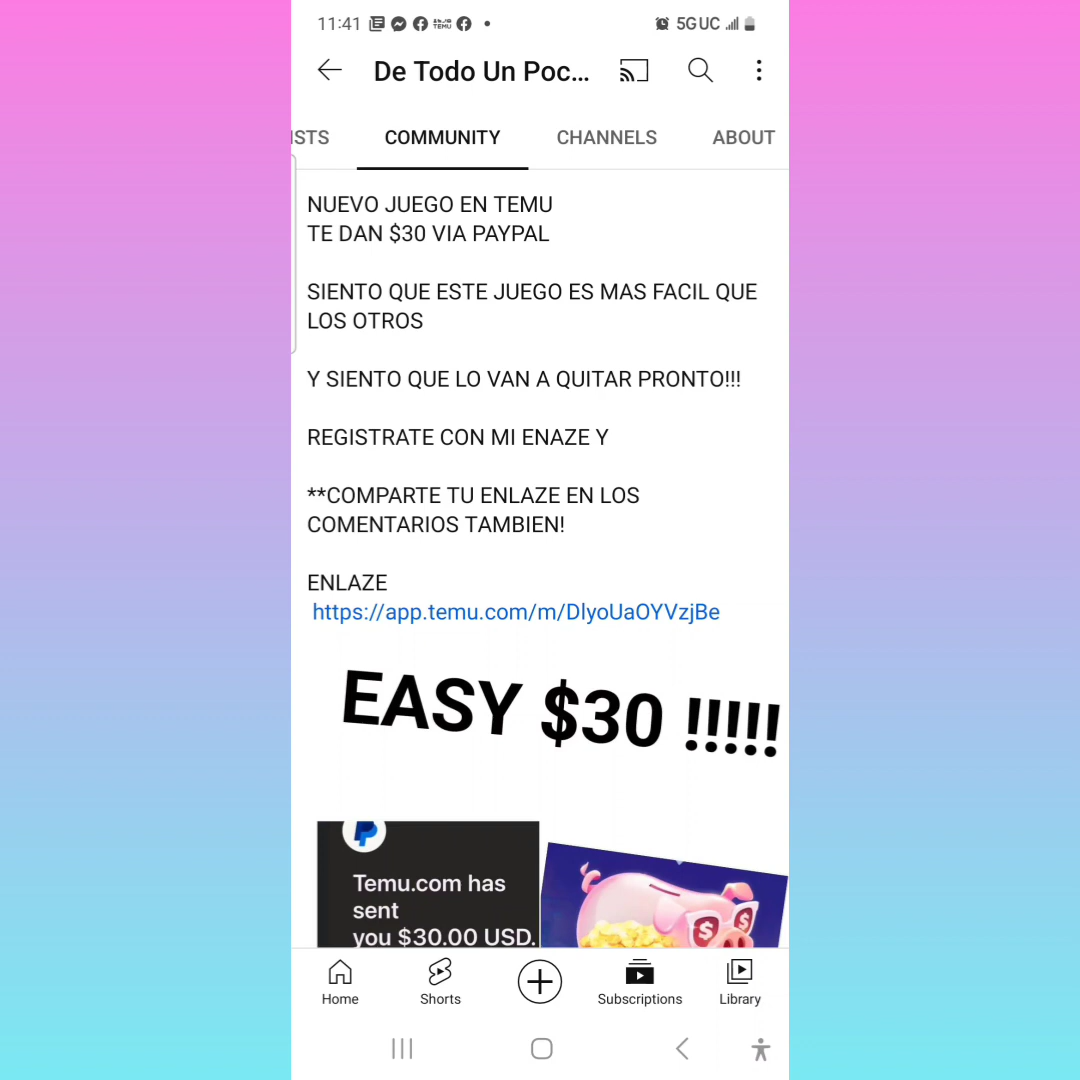 11:41
5G UC
De Todo Un Poc...
ISTS COMMUNITY CHANNELS ABOUT
NUEVO JUEGO EN TEMU
TE DAN $30 VIA PAYPAL
SIENTO QUE ESTE JUEGO ES MAS FACIL QUE
LOS OTROS
Y SIENTO QUE LO VAN A QUITAR PRONTO!!!
REGISTRATE CON MI ENAZE Y
**COMPARTE TU ENLAZE EN LOS
COMENTARIOS TAMBIEN!
ENLAZE
https://app.temu.com/m/DlyoUaOYVzjBe
EASY $30 !!!!!
Temu.com has
sent
you $30.00 USD.
$ $
Home Shorts Subscriptions Library